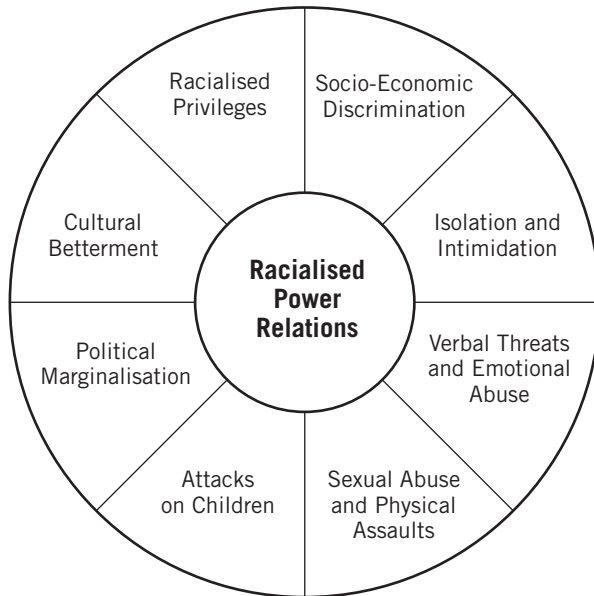 Racialised
Privileges
Socio-Economic
Discrimination
Cultural
Betterment
Isolation and
Intimidation
Racialised
Power
Relations
Political
Marginalisation
Verbal Threats
and Emotional
Abuse
Attacks
on Children
Sexual Abuse
and Physical
Assaults